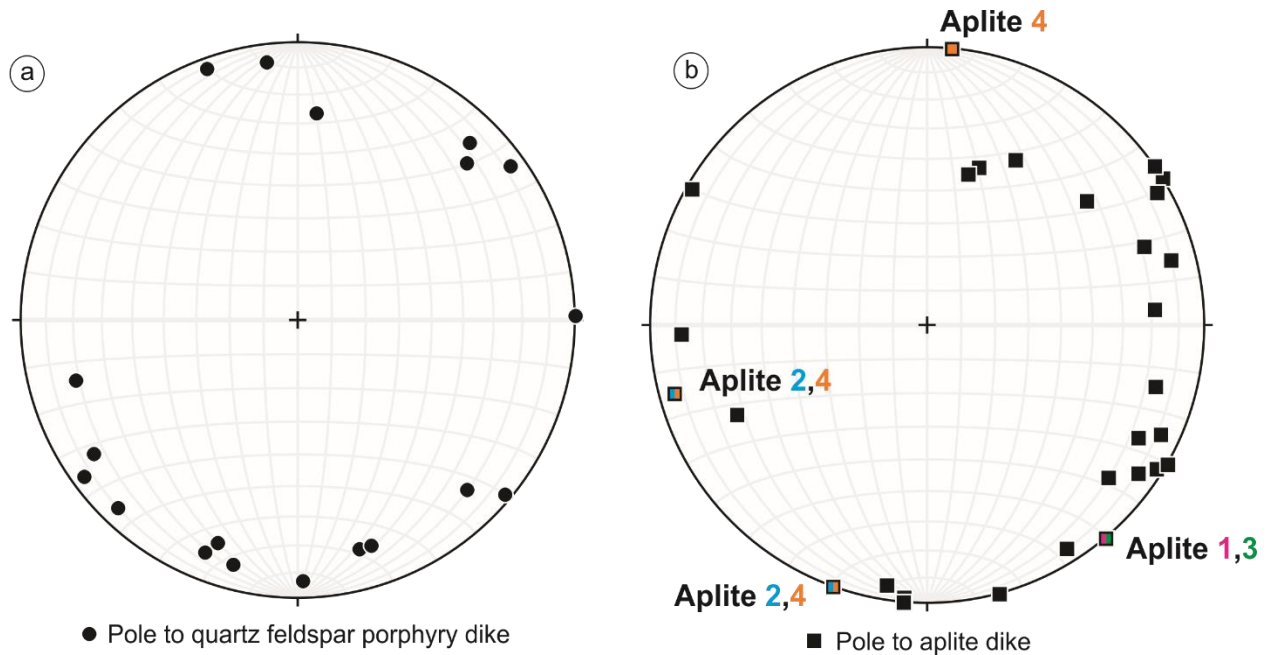 a
b
Aplite 4
Aplite 2,4
Aplite 1,3
Aplite 2,4
Pole to quartz feldspar porphyry dike
Pole to aplite dike